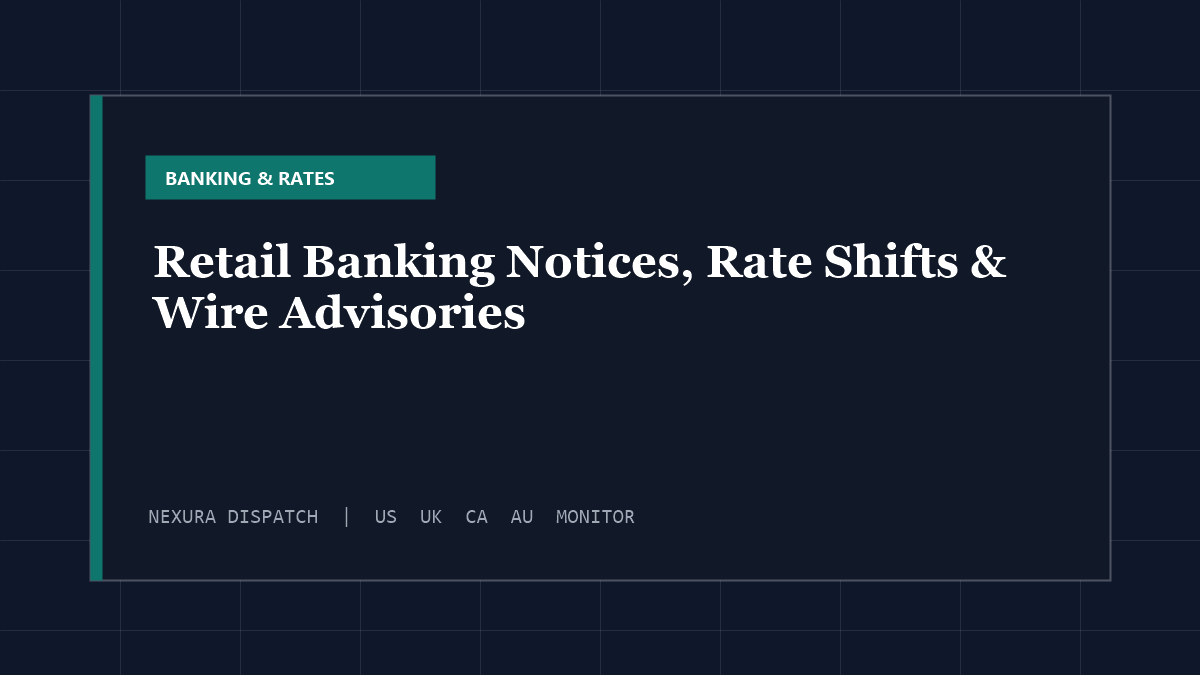 BANKING & RATES
Retail Banking Notices, Rate Shifts &
Wire Advisories
NEXURA DISPATCH | US UK CA AU MONITOR